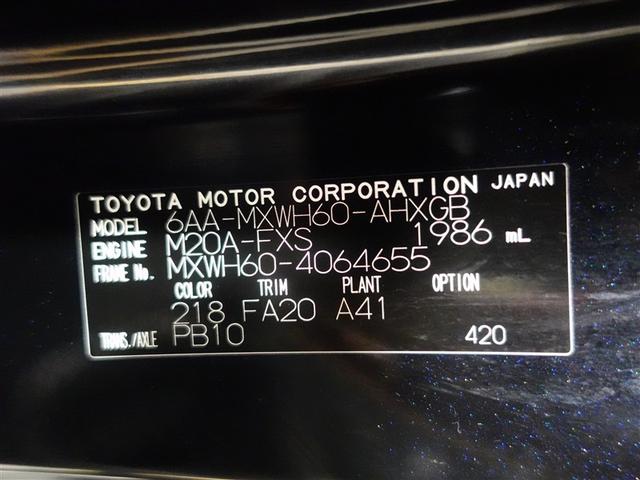 TOYOTA MOTOR CORPORATION JAPAN
MODEL 6AA-MXWH60-AHXGB
ENGINE M20A-FXS 1986 mL
FRAME No. MXWH60-4064655
COLOR TRIM PLANT OPTION
218 FA20 A41
TRANS./AXLE PB10 420